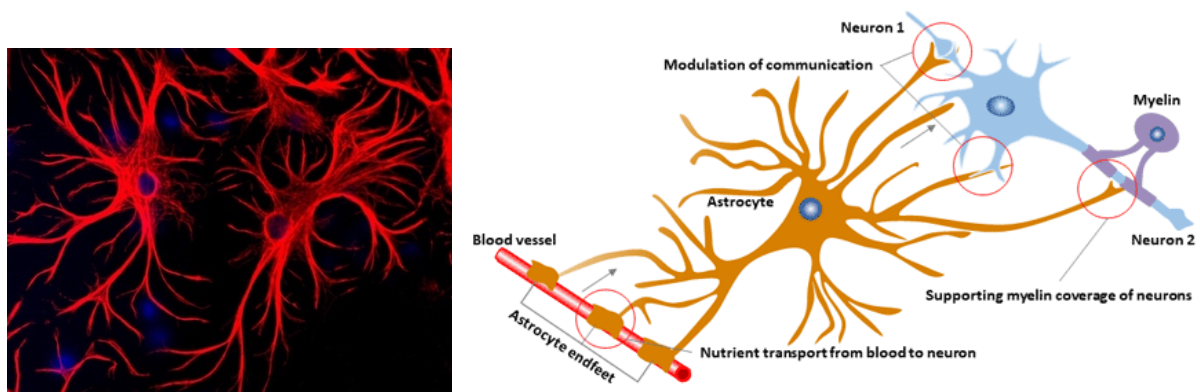 Neuron 1
Modulation of communication
Myelin
Astrocyte
Blood vessel
Neuron 2
Supporting myelin coverage of neurons
Astrocyte endfeet
Nutrient transport from blood to neuron